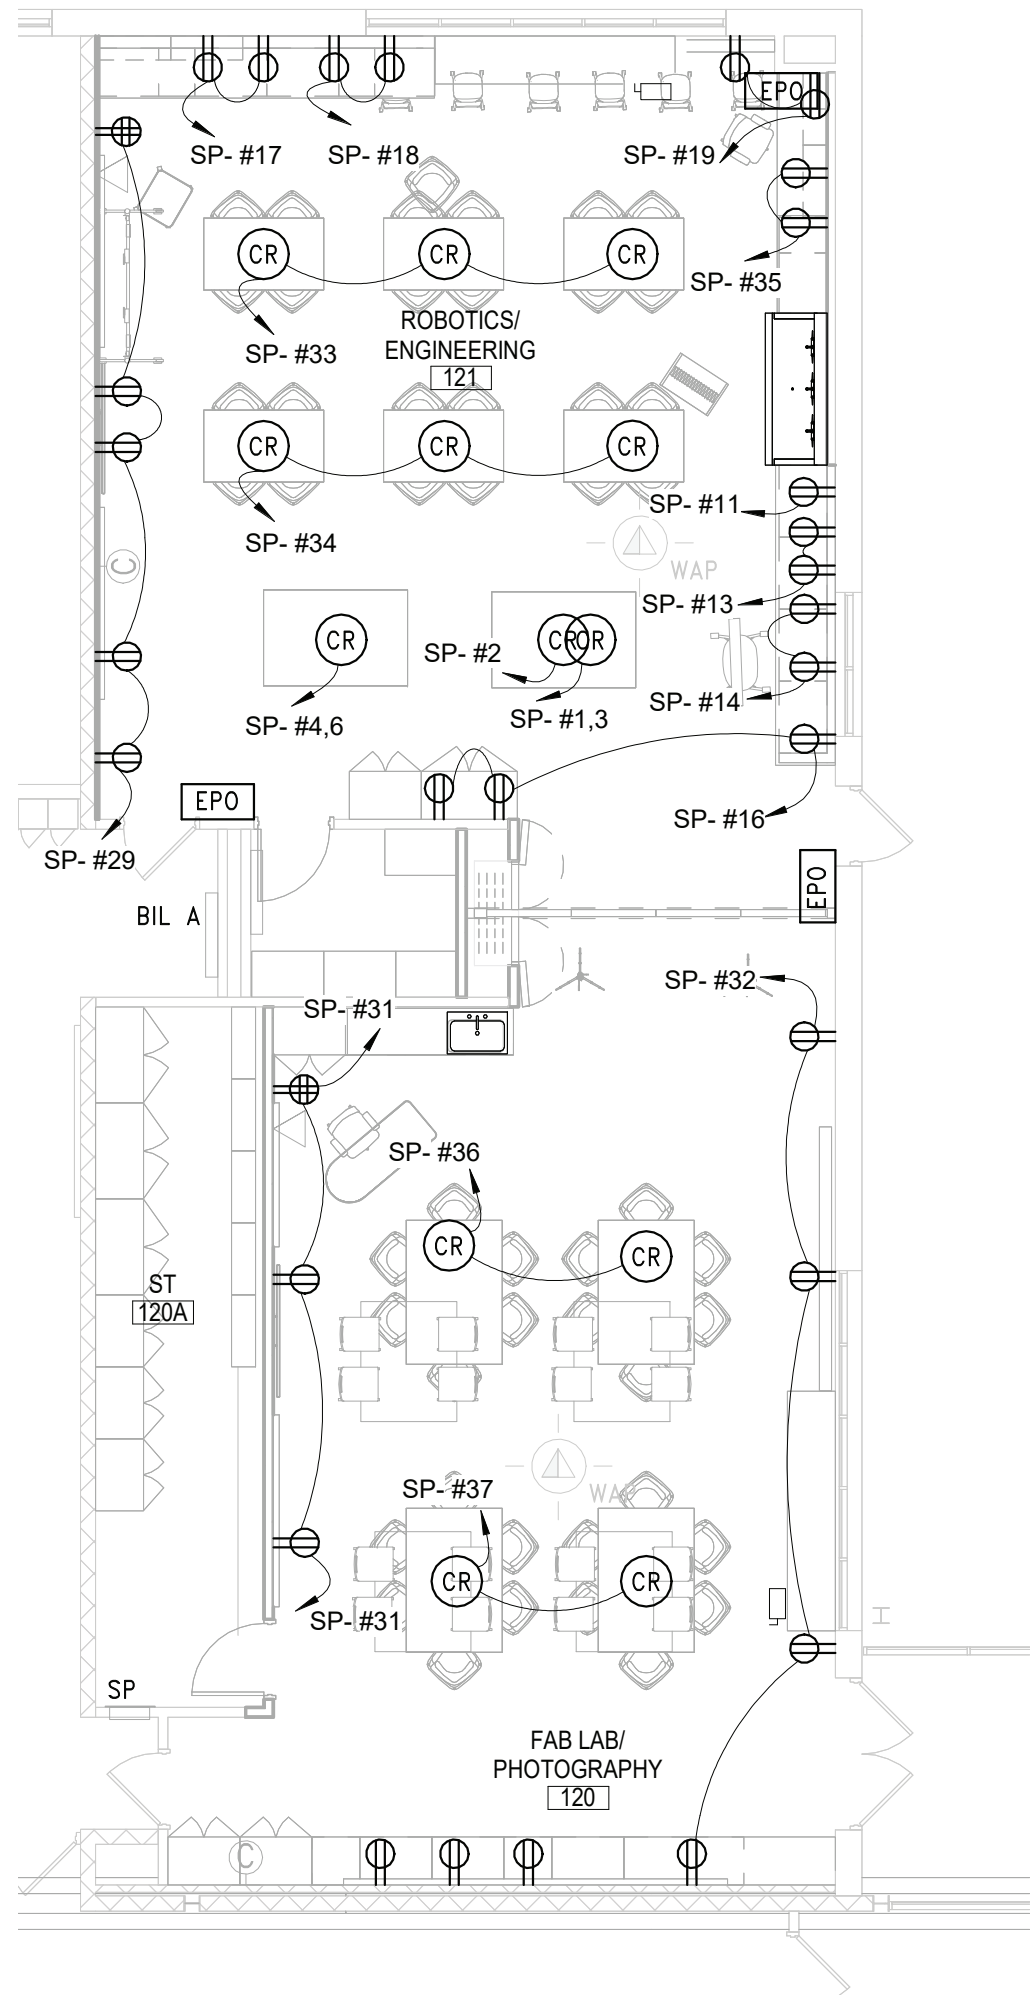 EPO
SP- #17
SP- #18
SP- #19
SP- #35
CR
CR
CR
SP- #33
ROBOTICS/
ENGINEERING
121
CR
CR
CR
SP- #11
SP- #34
WAP
C
SP- #13
CR
CR
CR
SP- #2
SP- #14
SP- #4,6
SP- #1,3
EPO
SP- #16
SP- #29
EPO
BIL A
SP- #32
SP- #31
SP- #36
CR
CR
ST
120A
SP- #37
WAP
CR
CR
SP- #31
H
SP
FAB LAB/
PHOTOGRAPHY
120
C